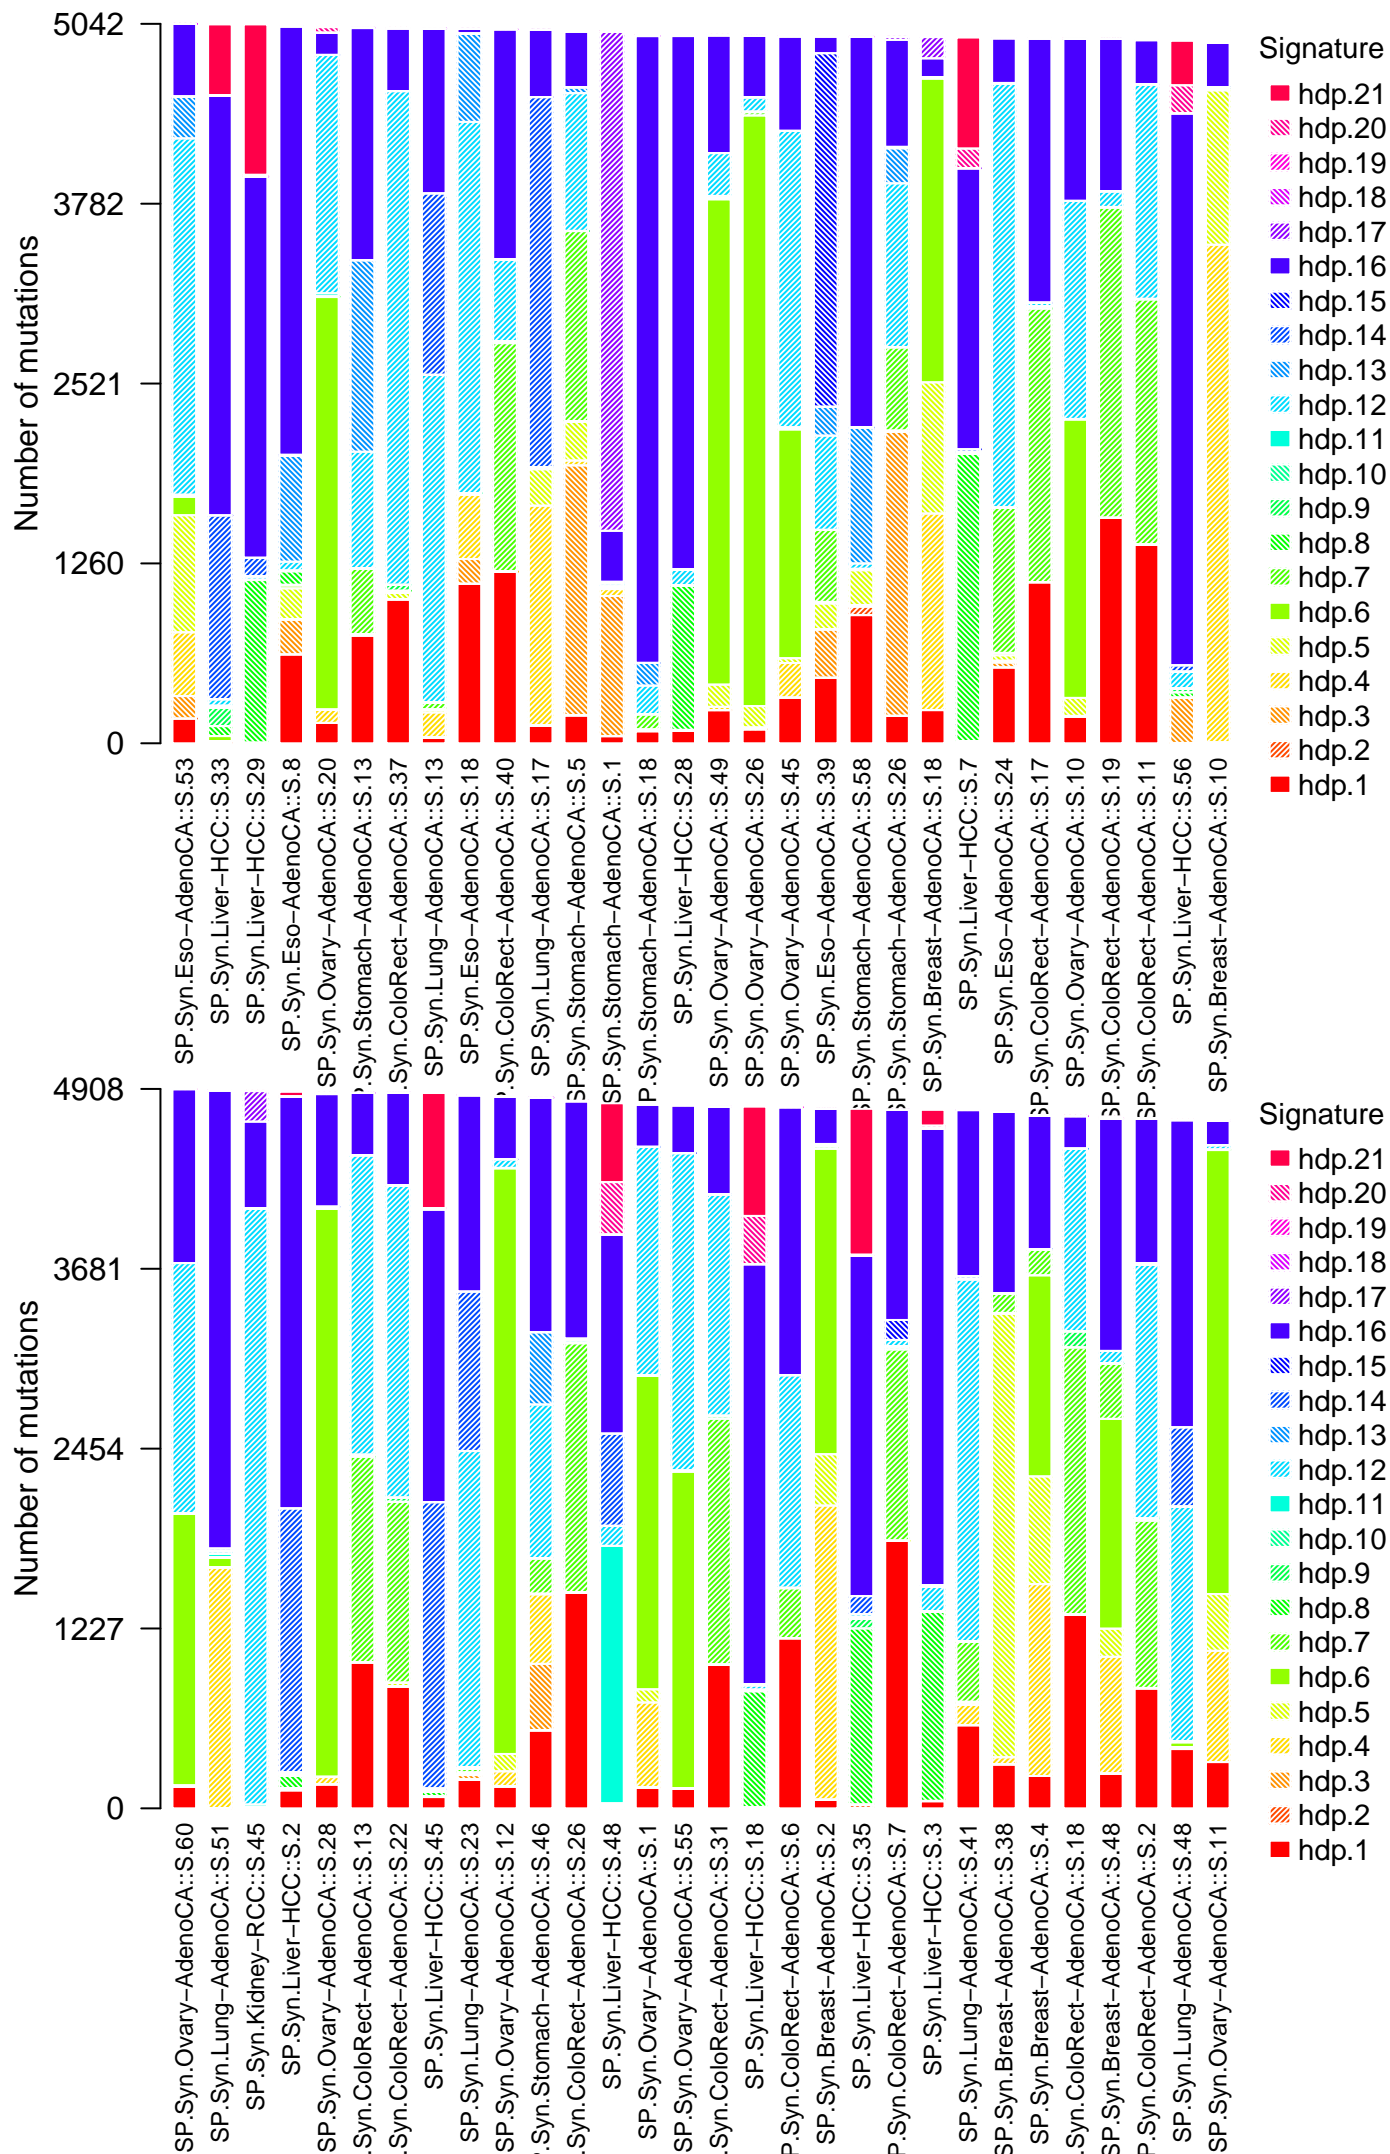 Number of mutations
5042
3782
2521
1260
0
SP.Syn.Eso−AdenoCA::S.53
SP.Syn.Liver−HCC::S.33
SP.Syn.Liver−HCC::S.29
SP.Syn.Eso−AdenoCA::S.8
SP.Syn.Ovary−AdenoCA::S.20
P.Syn.Stomach−AdenoCA::S.13
.Syn.ColoRect−AdenoCA::S.37
SP.Syn.Lung−AdenoCA::S.13
SP.Syn.Eso−AdenoCA::S.18
P.Syn.ColoRect−AdenoCA::S.40
SP.Syn.Lung−AdenoCA::S.17
SP.Syn.Stomach−AdenoCA::S.5
SP.Syn.Stomach−AdenoCA::S.1
P.Syn.Stomach−AdenoCA::S.18
SP.Syn.Liver−HCC::S.28
SP.Syn.Ovary−AdenoCA::S.49
SP.Syn.Ovary−AdenoCA::S.26
SP.Syn.Ovary−AdenoCA::S.45
SP.Syn.Eso−AdenoCA::S.39
SP.Syn.Stomach−AdenoCA::S.58
SP.Syn.Stomach−AdenoCA::S.26
SP.Syn.Breast−AdenoCA::S.18
SP.Syn.Liver−HCC::S.7
SP.Syn.Eso−AdenoCA::S.24
SP.Syn.ColoRect−AdenoCA::S.17
SP.Syn.Ovary−AdenoCA::S.10
SP.Syn.ColoRect−AdenoCA::S.19
SP.Syn.ColoRect−AdenoCA::S.11
SP.Syn.Liver−HCC::S.56
SP.Syn.Breast−AdenoCA::S.10
Signature
hdp.21
hdp.20
hdp.19
hdp.18
hdp.17
hdp.16
hdp.15
hdp.14
hdp.13
hdp.12
hdp.11
hdp.10
hdp.9
hdp.8
hdp.7
hdp.6
hdp.5
hdp.4
hdp.3
hdp.2
hdp.1
Number of mutations
4908
3681
2454
1227
0
SP.Syn.Ovary−AdenoCA::S.60
SP.Syn.Lung−AdenoCA::S.51
SP.Syn.Kidney−RCC::S.45
SP.Syn.Liver−HCC::S.2
SP.Syn.Ovary−AdenoCA::S.28
.Syn.ColoRect−AdenoCA::S.13
.Syn.ColoRect−AdenoCA::S.22
SP.Syn.Liver−HCC::S.45
SP.Syn.Lung−AdenoCA::S.23
SP.Syn.Ovary−AdenoCA::S.12
P.Syn.Stomach−AdenoCA::S.46
.Syn.ColoRect−AdenoCA::S.26
SP.Syn.Liver−HCC::S.48
SP.Syn.Ovary−AdenoCA::S.1
SP.Syn.Ovary−AdenoCA::S.55
.Syn.ColoRect−AdenoCA::S.31
SP.Syn.Liver−HCC::S.18
P.Syn.ColoRect−AdenoCA::S.6
SP.Syn.Breast−AdenoCA::S.2
SP.Syn.Liver−HCC::S.35
P.Syn.ColoRect−AdenoCA::S.7
SP.Syn.Liver−HCC::S.3
SP.Syn.Lung−AdenoCA::S.41
SP.Syn.Breast−AdenoCA::S.38
SP.Syn.Breast−AdenoCA::S.4
.Syn.ColoRect−AdenoCA::S.18
SP.Syn.Breast−AdenoCA::S.48
P.Syn.ColoRect−AdenoCA::S.2
SP.Syn.Lung−AdenoCA::S.48
SP.Syn.Ovary−AdenoCA::S.11
Signature
hdp.21
hdp.20
hdp.19
hdp.18
hdp.17
hdp.16
hdp.15
hdp.14
hdp.13
hdp.12
hdp.11
hdp.10
hdp.9
hdp.8
hdp.7
hdp.6
hdp.5
hdp.4
hdp.3
hdp.2
hdp.1